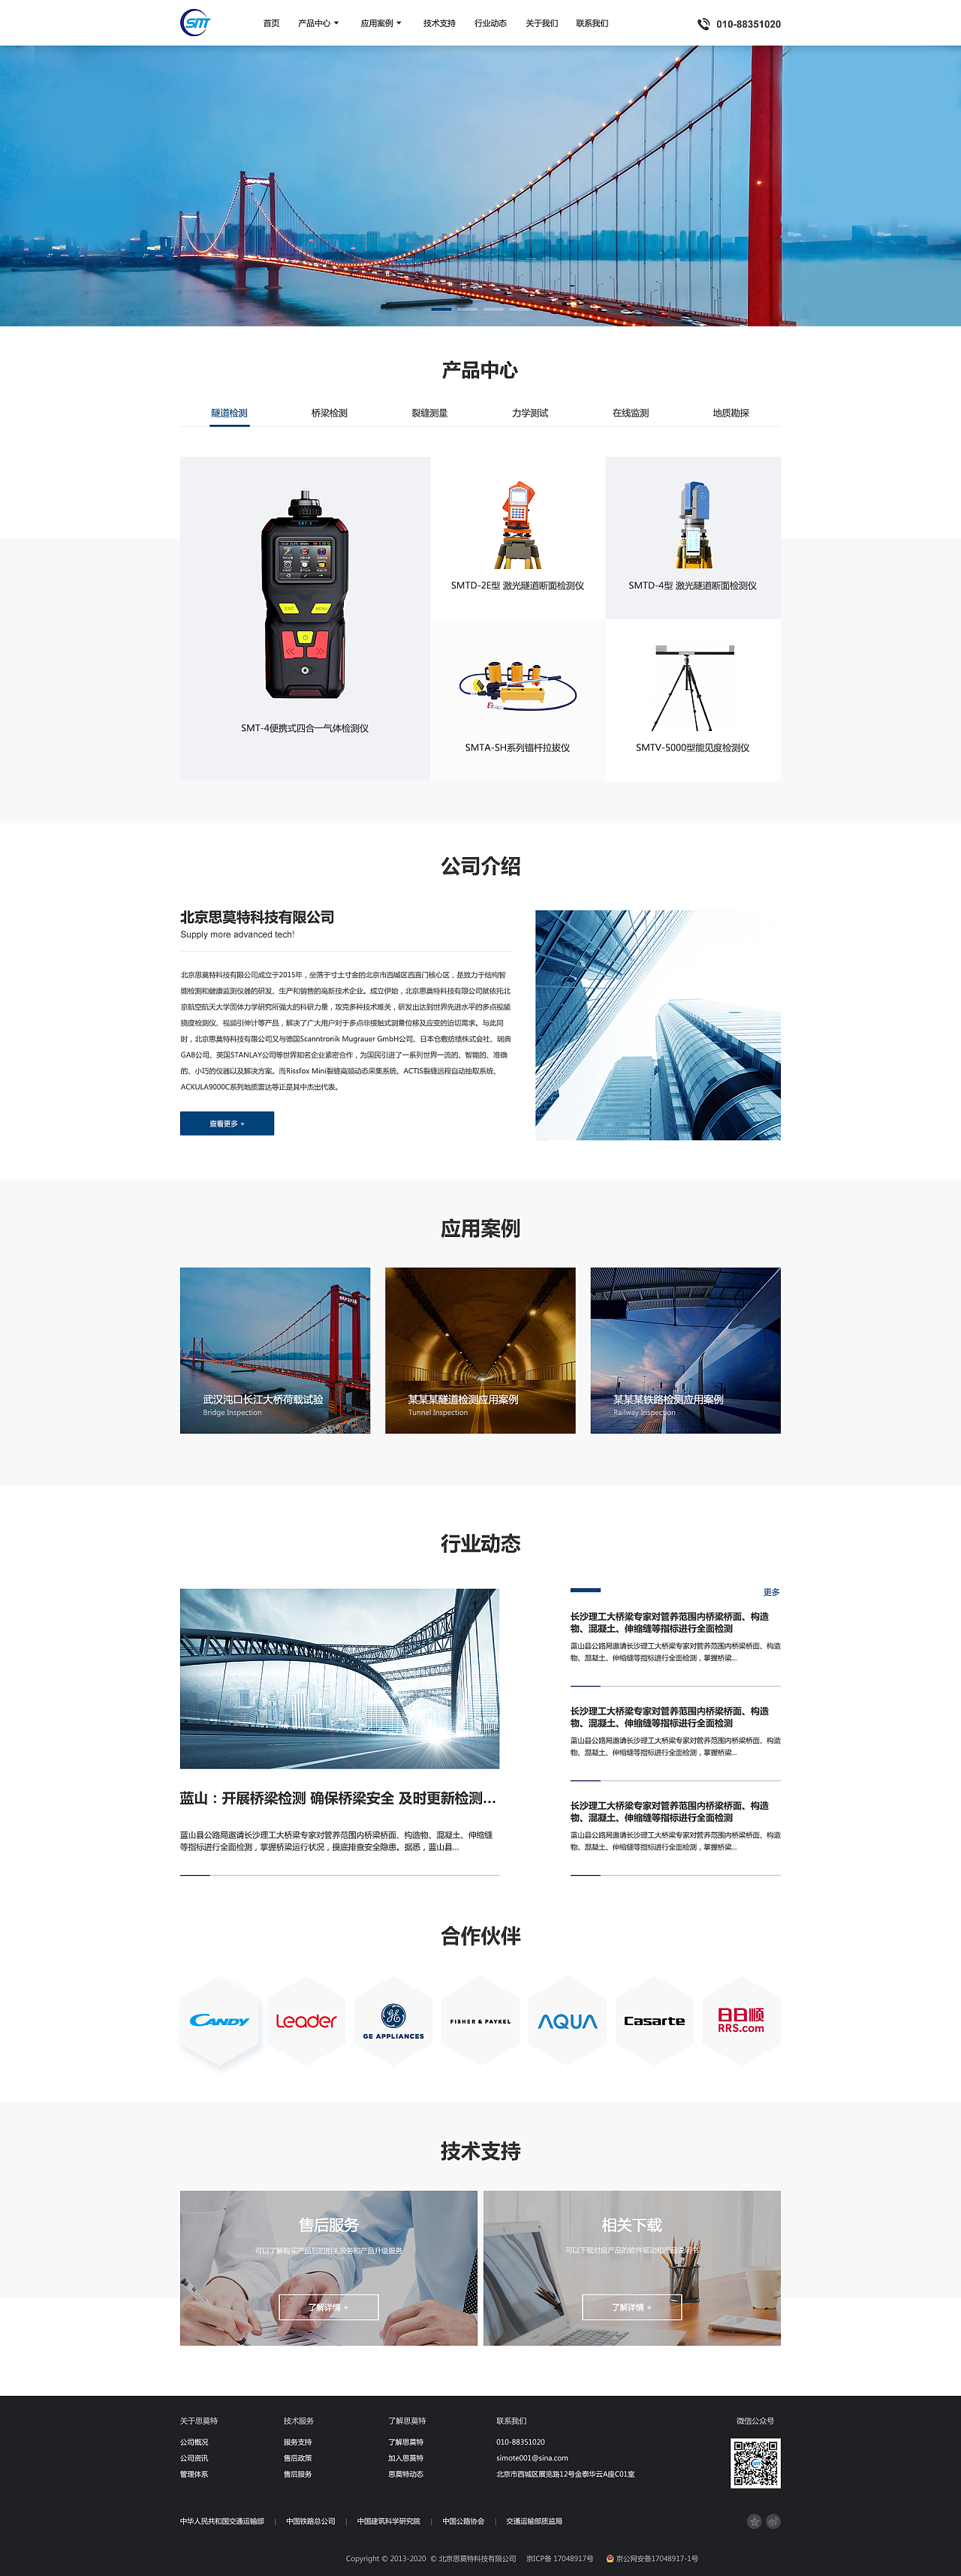 SMT
首页 产品中心 应用案例 技术支持 行业动态 关于我们 联系我们 010-88351020
产品中心
隧道检测 桥梁检测 裂缝测量 力学测试 在线监测 地质勘探
SMTD-2E型 激光隧道断面检测仪
SMTD-4型 激光隧道断面检测仪
SMT-4便携式四合一气体检测仪
SMTA-SH系列锚杆拉拔仪
SMTV-5000型能见度检测仪
公司介绍
北京思莫特科技有限公司
Supply more advanced tech!
北京思莫特科技有限公司成立于2015年，坐落于寸土寸金的北京市西城区西直门核心区，是致力于结构智
能检测和健康监测仪器的研发、生产和销售的高新技术企业。成立伊始，北京思莫特科技有限公司就依托北
京航空航天大学固体力学研究所强大的科研力量，攻克多种技术难关，研发出达到世界先进水平的多点视频
挠度检测仪、视频引伸计等产品，解决了广大用户对于多点非接触式测量位移及应变的迫切需求。与此同
时，北京思莫特科技有限公司又与德国Scanntronik Mugrauer GmbH公司、日本仓敷纺绩株式会社、瑞典
GAB公司、英国STANLAY公司等世界知名企业紧密合作，为国民引进了一系列世界一流的、智能的、准确
的、小巧的仪器以及解决方案。而Rissfox Mini裂缝高频动态采集系统、ACTIS裂缝远程自动抽取系统、
ACKULA9000C系列地质雷达等正是其中杰出代表。
查看更多 +
应用案例
武汉沌口长江大桥荷载试验
Bridge Inspection
某某某隧道检测应用案例
Tunnel Inspection
某某某铁路检测应用案例
Railway Inspection
行业动态
更多
长沙理工大桥梁专家对管养范围内桥梁桥面、构造
物、混凝土、伸缩缝等指标进行全面检测
蓝山县公路局邀请长沙理工大桥梁专家对管养范围内桥梁桥面、构造
物、混凝土、伸缩缝等指标进行全面检测，掌握桥梁...
长沙理工大桥梁专家对管养范围内桥梁桥面、构造
物、混凝土、伸缩缝等指标进行全面检测
蓝山县公路局邀请长沙理工大桥梁专家对管养范围内桥梁桥面、构造
物、混凝土、伸缩缝等指标进行全面检测，掌握桥梁...
长沙理工大桥梁专家对管养范围内桥梁桥面、构造
物、混凝土、伸缩缝等指标进行全面检测
蓝山县公路局邀请长沙理工大桥梁专家对管养范围内桥梁桥面、构造
物、混凝土、伸缩缝等指标进行全面检测，掌握桥梁...
蓝山：开展桥梁检测 确保桥梁安全 及时更新检测...
蓝山县公路局邀请长沙理工大桥梁专家对管养范围内桥梁桥面、构造物、混凝土、伸缩缝
等指标进行全面检测，掌握桥梁运行状况，摸底排查安全隐患。据悉，蓝山县...
合作伙伴
CANDY
Leader
GE APPLIANCES
FISHER & PAYKEL
AQUA
Casarte
日日顺
RRS.com
技术支持
售后服务
可以了解购买产品后的相关服务和产品升级服务
了解详情 +
相关下载
可以下载对应产品的软件驱动和产品说明书
了解详情 +
关于思莫特 技术服务 了解思莫特 联系我们 微信公众号
公司概况 服务支持 了解思莫特 010-88351020
公司资讯 售后政策 加入思莫特 simote001@sina.com
管理体系 售后服务 思莫特动态 北京市西城区展览路12号金泰华云A座C01室
中华人民共和国交通运输部 | 中国铁路总公司 | 中国建筑科学研究院 | 中国公路协会 | 交通运输部质监局
Copyright © 2013-2020 © 北京思莫特科技有限公司 京ICP备 17048917号 京公网安备17048917-1号